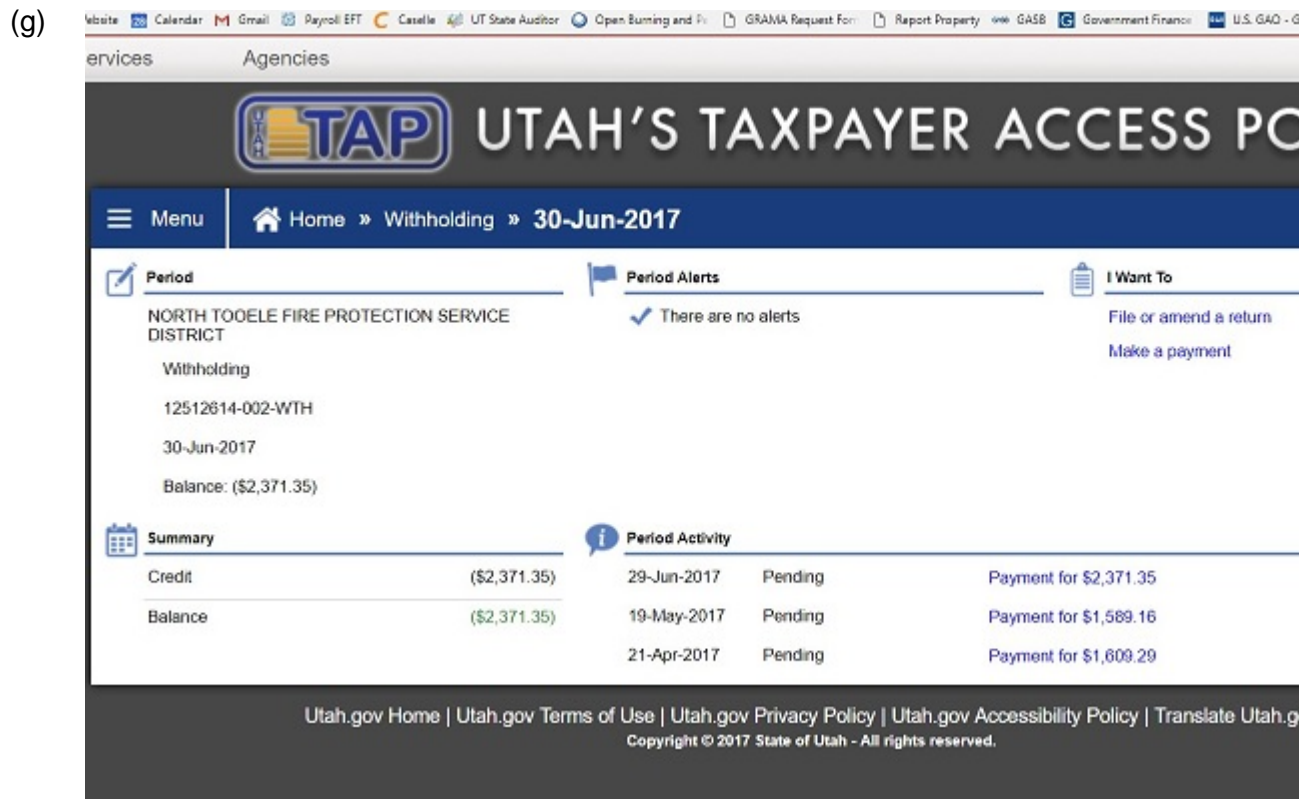 (g)
Calendar M Gmail Payroll EFT Caselle UT State Auditor Open Burning and GRAMA Request For Report Property GASB Government Finance U.S. GAO - G
ervices Agencies
UTAH TAP UTAH'S TAXPAYER ACCESS PO
Menu Home » Withholding » 30-Jun-2017
Period Period Alerts I Want To
NORTH TOOELE FIRE PROTECTION SERVICE There are no alerts File or amend a return
DISTRICT
Make a payment
Withholding
12512614-002-WTH
30-Jun-2017
Balance: ($2,371.35)
Summary Period Activity
Credit ($2,371.35) 29-Jun-2017 Pending Payment for $2,371.35
Balance ($2,371.35) 19-May-2017 Pending Payment for $1,589.16
21-Apr-2017 Pending Payment for $1,609.29
Utah.gov Home | Utah.gov Terms of Use | Utah.gov Privacy Policy | Utah.gov Accessibility Policy | Translate Utah.g
Copyright © 2017 State of Utah - All rights reserved.